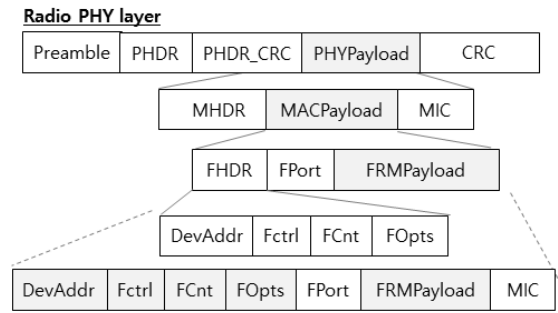 Radio PHY layer
Preamble PHDR PHDR_CRC PHYPayload CRC
MHDR MACPayload MIC
FHDR FPort FRMPayload
DevAddr Fctrl FCnt FOpts
DevAddr Fctrl FCnt FOpts FPort FRMPayload MIC